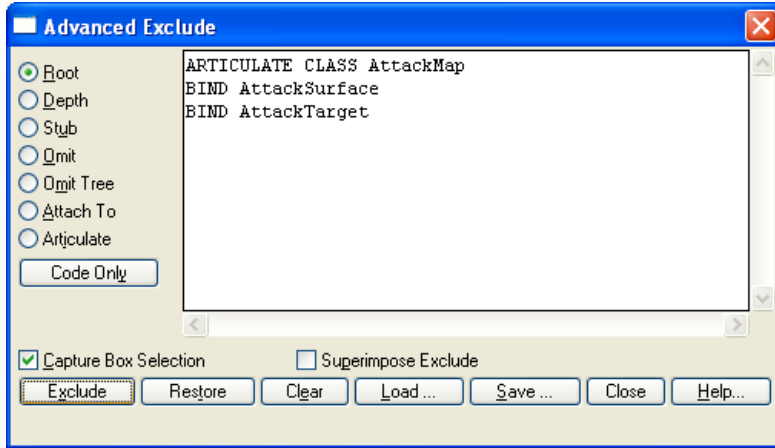 Advanced Exclude
Root
Depth
Stub
Omit
Omit Tree
Attach To
Articulate
Code Only
ARTICULATE CLASS AttackMap
BIND AttackSurface
BIND AttackTarget
Capture Box Selection
Superimpose Exclude
Exclude
Restore
Clear
Load ...
Save ...
Close
Help...